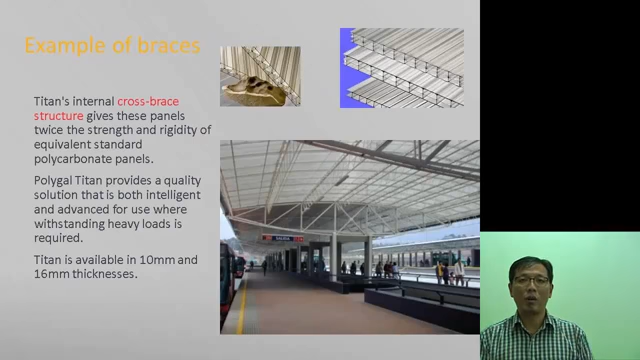 Example of braces
Titan's internal cross-brace
structure gives these panels
twice the strength and rigidity of
equivalent standard
polycarbonate panels.
Polygal Titan provides a quality
solution that is both intelligent
and advanced for use where
withstanding heavy loads is
required.
Titan is available in 10mm and
16mm thicknesses.